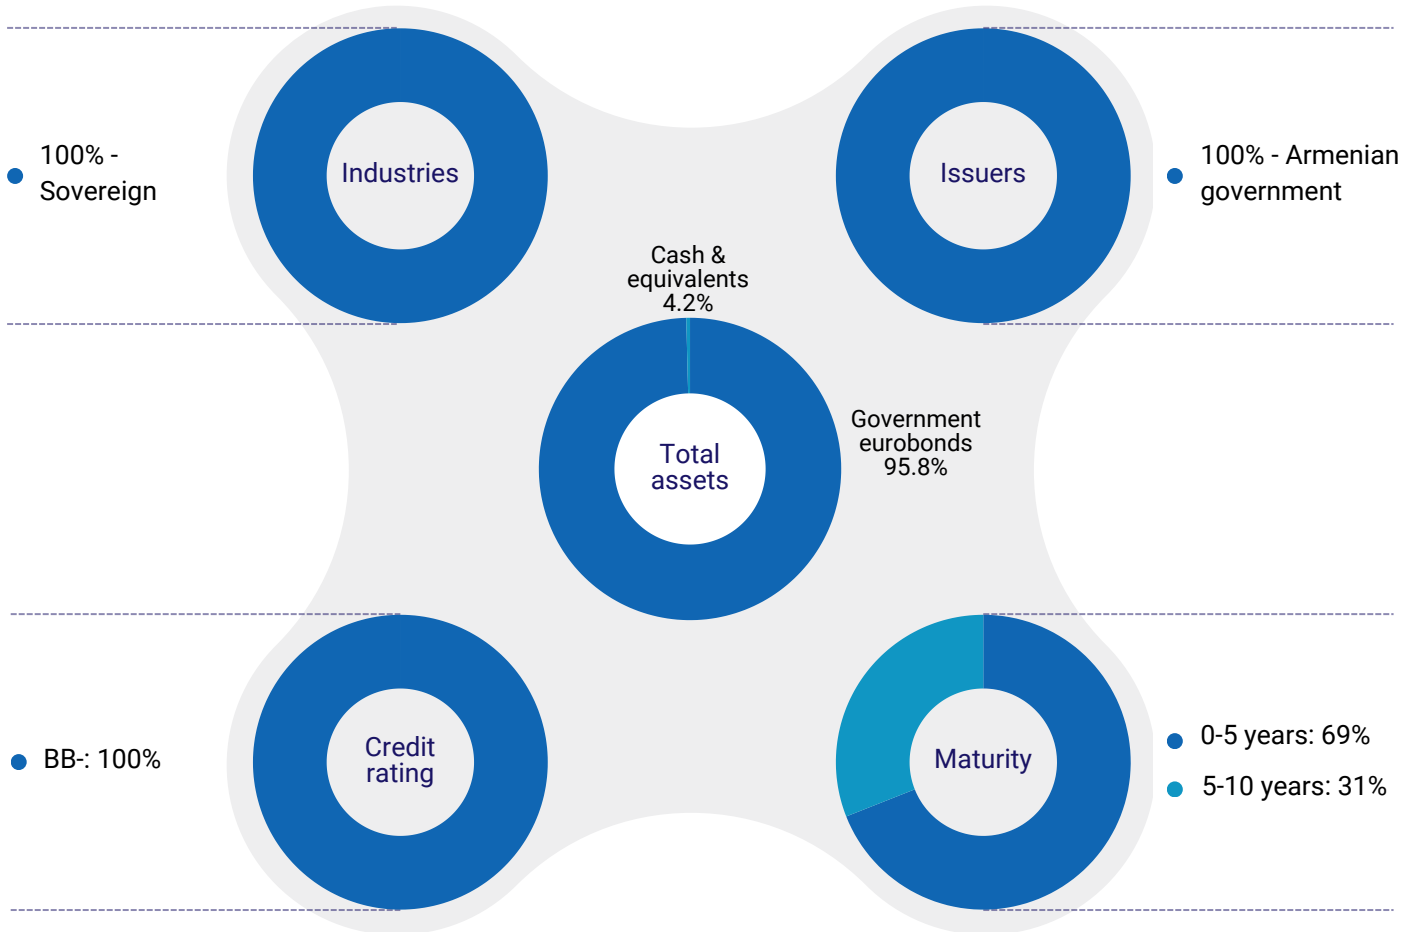 Industries
100% -
Sovereign
Issuers
100% - Armenian
government
Cash &
equivalents
4.2%
Government
eurobonds
95.8%
Total
assets
Credit
rating
BB-: 100%
Maturity
0-5 years: 69%
5-10 years: 31%